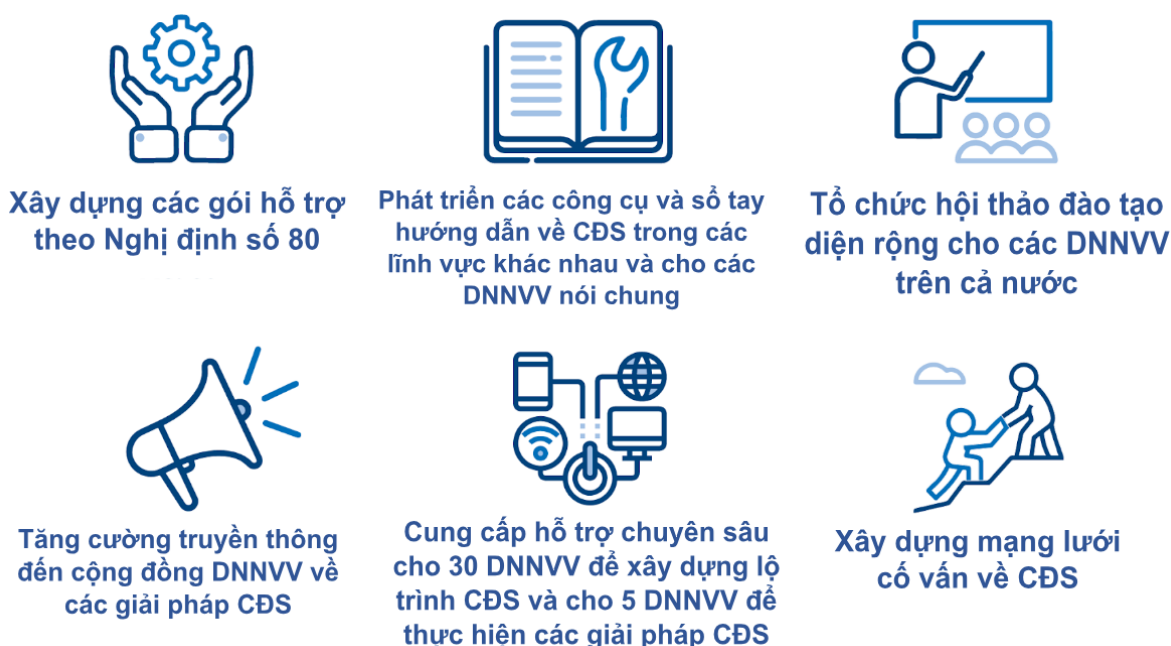 Xây dựng các gói hỗ trợ
theo Nghị định số 80
Phát triển các công cụ và sổ tay
hướng dẫn về CĐS trong các
lĩnh vực khác nhau và cho các
DNNVV nói chung
Tổ chức hội thảo đào tạo
diện rộng cho các DNNVV
trên cả nước
Tăng cường truyền thông
đến cộng đồng DNNVV về
các giải pháp CĐS
Cung cấp hỗ trợ chuyên sâu
cho 30 DNNVV để xây dựng lộ
trình CĐS và cho 5 DNNVV để
thực hiện các giải pháp CĐS
Xây dựng mạng lưới
cố vấn về CĐS